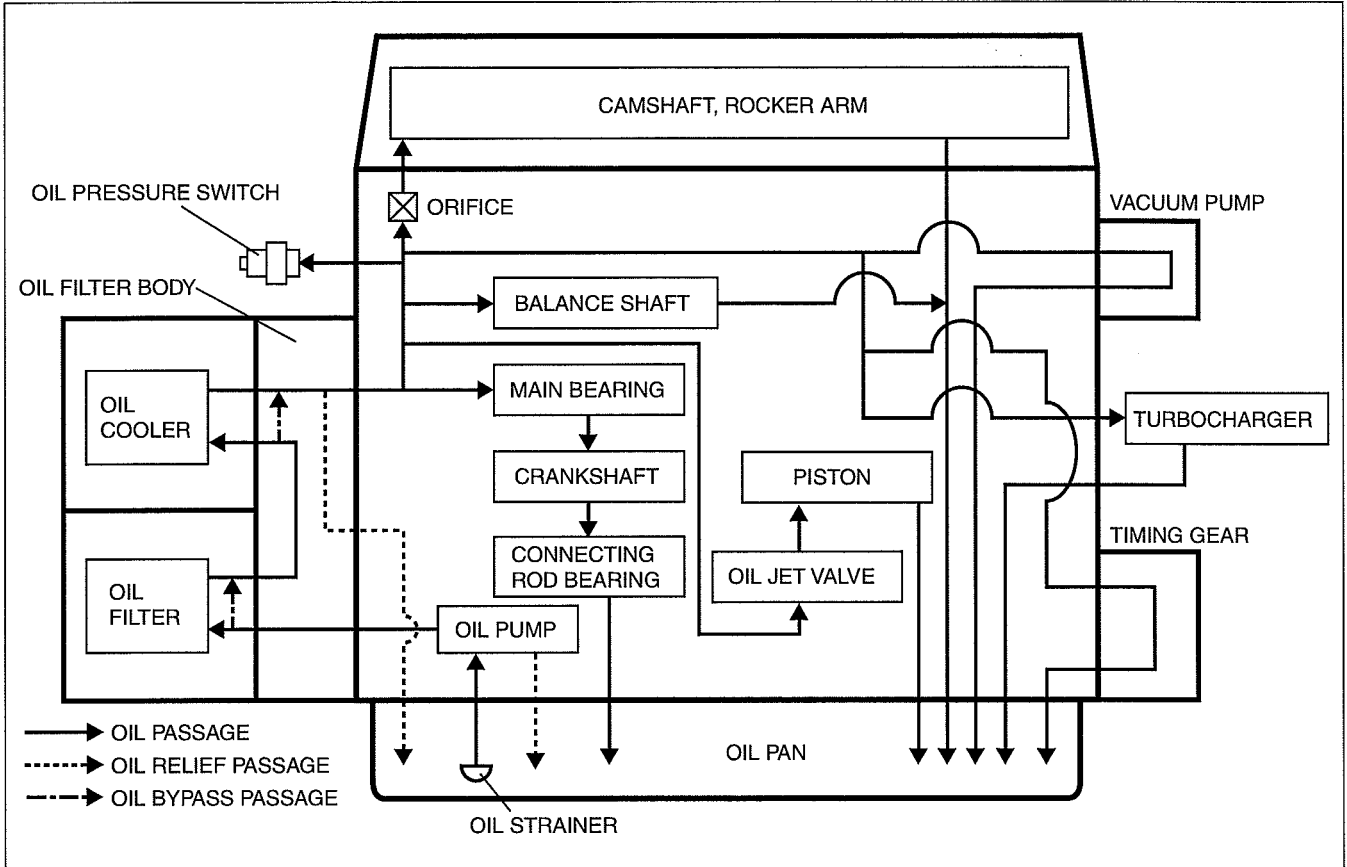 CAMSHAFT, ROCKER ARM
OIL PRESSURE SWITCH
ORIFICE
VACUUM PUMP
OIL FILTER BODY
BALANCE SHAFT
OIL
COOLER
MAIN BEARING
TURBOCHARGER
CRANKSHAFT
PISTON
CONNECTING
ROD BEARING
OIL JET VALVE
TIMING GEAR
OIL
FILTER
OIL PUMP
OIL PASSAGE
OIL RELIEF PASSAGE
OIL BYPASS PASSAGE
OIL PAN
OIL STRAINER